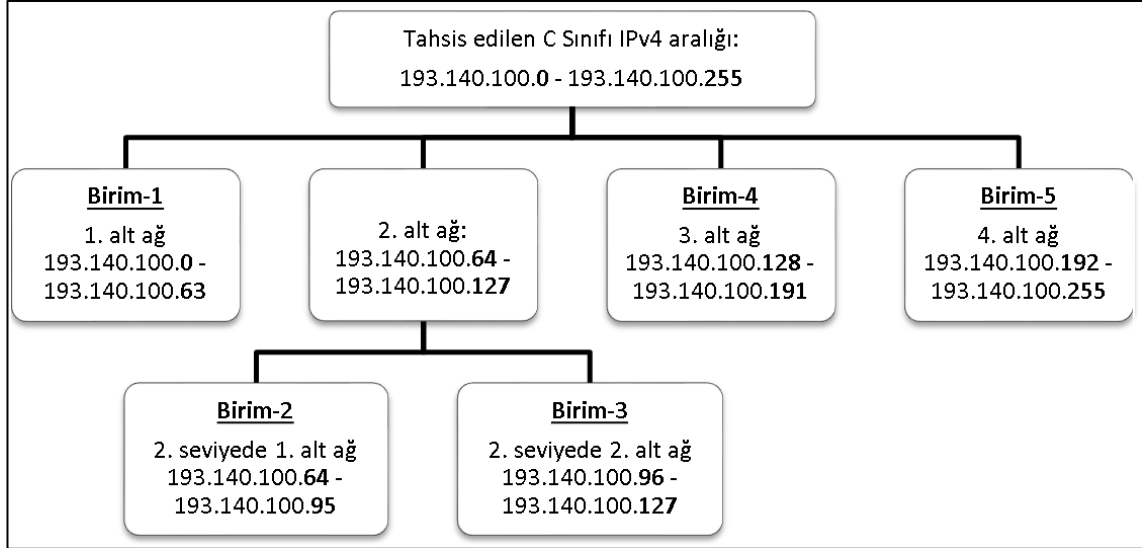 Tahsis edilen C Sınıfı IPv4 aralığı:
193.140.100.0 - 193.140.100.255
Birim-1
1. alt ağ
193.140.100.0 -
193.140.100.63
2. alt ağ:
193.140.100.64 -
193.140.100.127
Birim-4
3. alt ağ
193.140.100.128 -
193.140.100.191
Birim-5
4. alt ağ
193.140.100.192 -
193.140.100.255
Birim-2
2. seviyede 1. alt ağ
193.140.100.64 -
193.140.100.95
Birim-3
2. seviyede 2. alt ağ
193.140.100.96 -
193.140.100.127